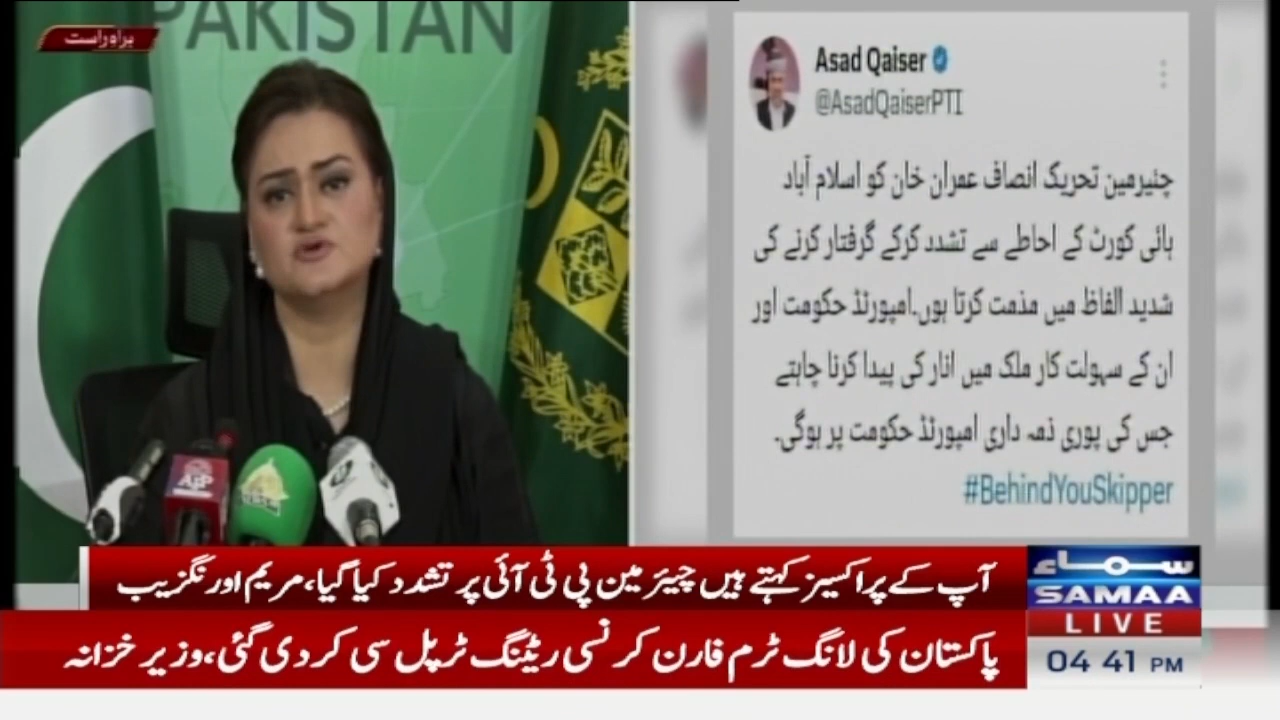 براہ راست
PAKISTAN
Asad Qaiser
@AsadQaiserPTI
چئیرمین تحریک انصاف عمران خان کو اسلام آباد
ہائی کورٹ کے احاطے سے تشدد کرکے گرفتار کرنے کی
شدید الفاظ میں مذمت کرتا ہوں.امپورٹڈ حکومت اور
ان کے سہولت کار ملک میں انار کی پیدا کرنا چاہتے
جس کی پوری ذمہ داری امپورٹڈ حکومت پر ہوگی۔
#BehindYouSkipper
APP
آپ کے پراکسیز کہتے ہیں چیئرمین پی ٹی آئی پر تشدد کیا گیا، مریم اورنگزیب
پاکستان کی لانگ ٹرم فارن کرنسی ریٹنگ ٹرپل سی کر دی گئی، وزیر خزانہ
سماء
SAMAA
LIVE
04 41 PM